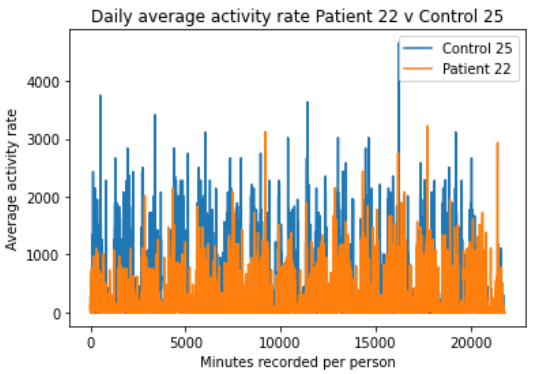 Daily average activity rate Patient 22 v Control 25
Control 25
Patient 22
Average activity rate
4000
3000
2000
1000
0
0
5000
10000
15000
20000
Minutes recorded per person